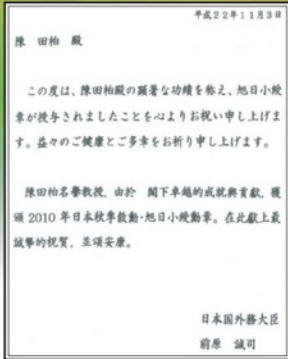 平成22年11月3日
陳 田柏 殿
この度は、陳田柏殿の顕著な功績を称え、旭日小綬
章が授与されましたことを心よりお祝い申し上げま
す。益々のご健康とご多幸をお祈り申し上げます。
陳田柏名譽教授, 由於 閣下卓越的成就與貢獻, 獲
頒 2010 年日本秋季敘勳·旭日小綬勳章。在此獻上最
誠摯的祝賀, 並頌安康。
日本国外務大臣
前原 誠司